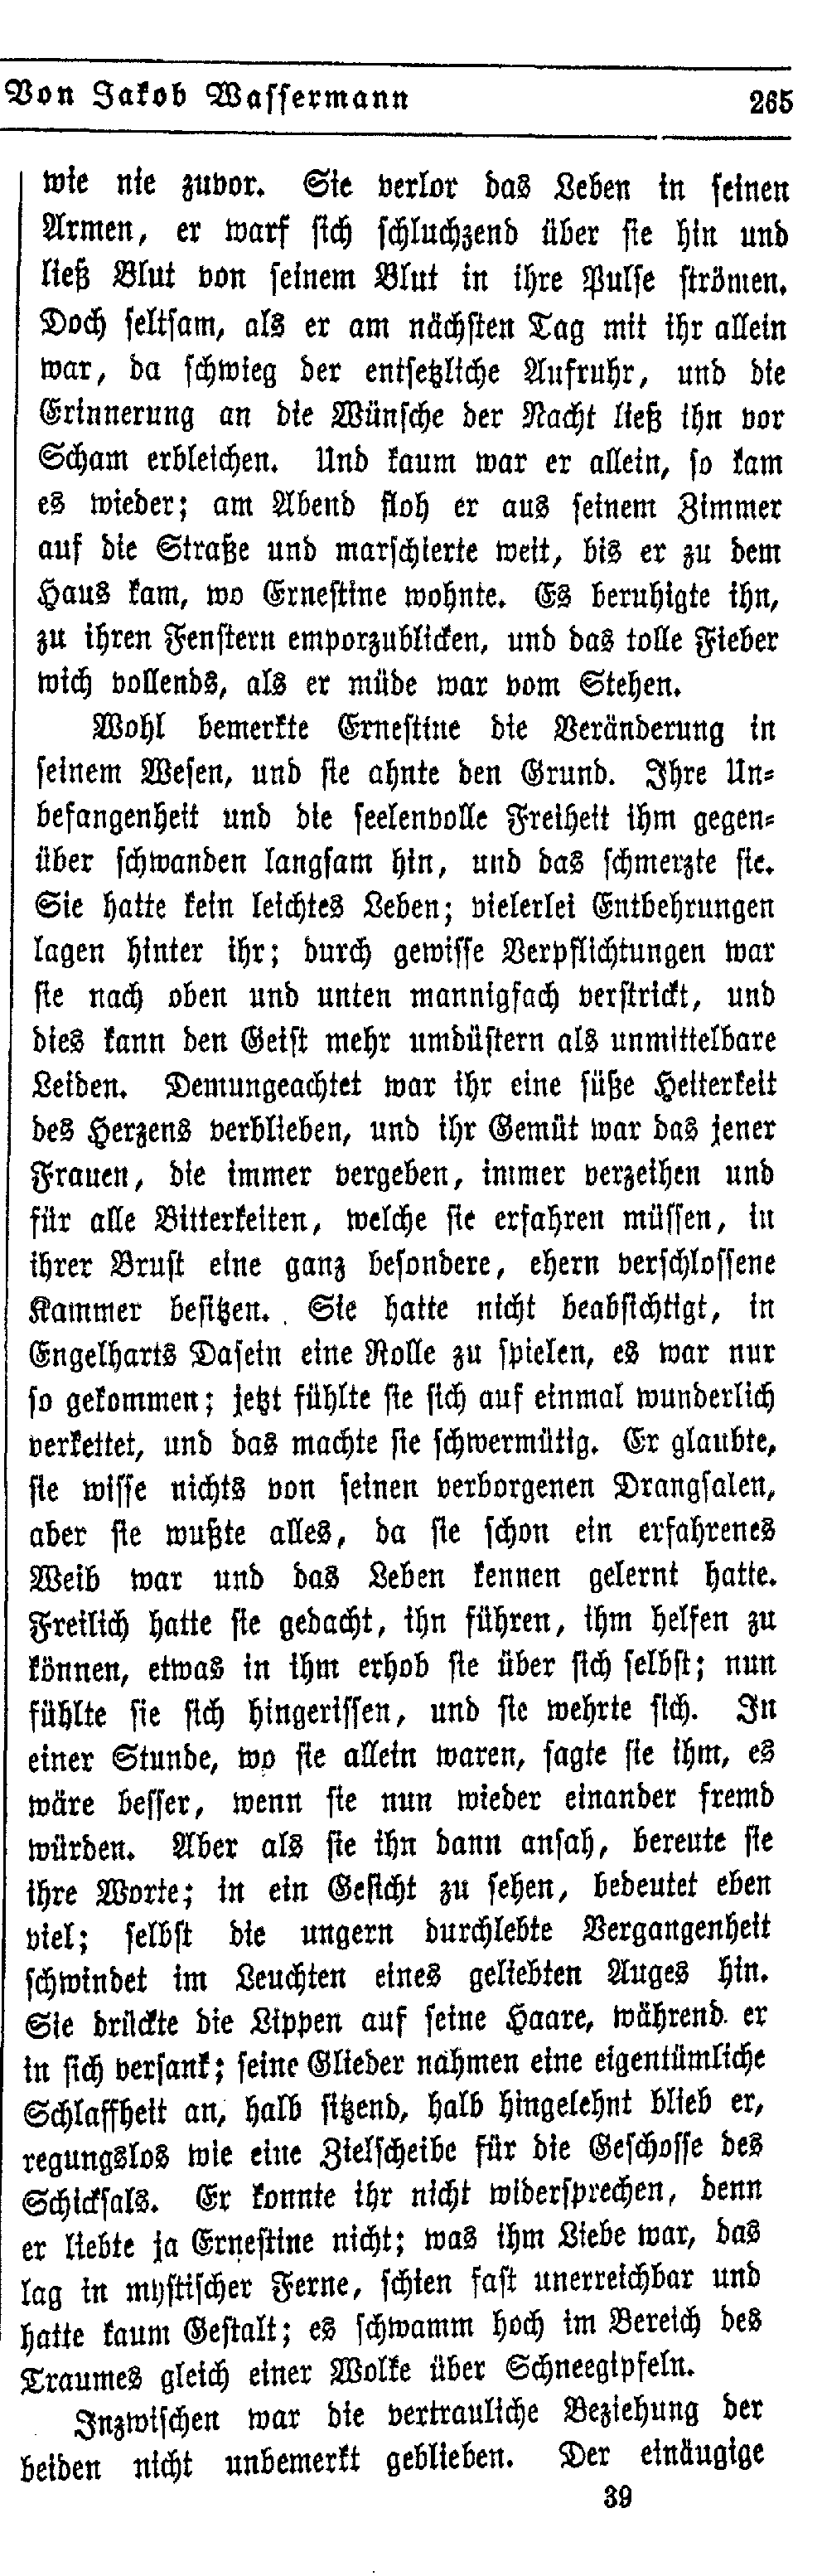 Von Jakob Wassermann 265
wie nie zuvor. Sie verlor das Leben in seinen
Armen, er warf sich schluchzend über sie hin und
ließ Blut von seinem Blut in ihre Pulse strömen.
Doch seltsam, als er am nächsten Tag mit ihr allein
war, da schwieg der entsetzliche Aufruhr, und die
Erinnerung an die Wünsche der Nacht ließ ihn vor
Scham erbleichen. Und kaum war er allein, so kam
es wieder; am Abend floh er aus seinem Zimmer
auf die Straße und marschierte weit, bis er zu dem
Haus kam, wo Ernestine wohnte. Es beruhigte ihn,
zu ihren Fenstern emporzublicken, und das tolle Fieber
wich vollends, als er müde war vom Stehen.
Wohl bemerkte Ernestine die Veränderung in
seinem Wesen, und sie ahnte den Grund. Ihre Un-
befangenheit und die seelenvolle Freiheit ihm gegen-
über schwanden langsam hin, und das schmerzte sie.
Sie hatte kein leichtes Leben; vielerlei Entbehrungen
lagen hinter ihr; durch gewisse Verpflichtungen war
sie nach oben und unten mannigfach verstrickt, und
dies kann den Geist mehr umdüstern als unmittelbare
Leiden. Demungeachtet war ihr eine süße Heiterkeit
des Herzens verblieben, und ihr Gemüt war das jener
Frauen, die immer vergeben, immer verzeihen und
für alle Bitterkeiten, welche sie erfahren müssen, in
ihrer Brust eine ganz besondere, ehern verschlossene
Kammer besitzen. Sie hatte nicht beabsichtigt, in
Engelharts Dasein eine Rolle zu spielen, es war nur
so gekommen; jetzt fühlte sie sich auf einmal wunderlich
verkettet, und das machte sie schwermütig. Er glaubte,
sie wisse nichts von seinen verborgenen Drangsalen,
aber sie wußte alles, da sie schon ein erfahrenes
Weib war und das Leben kennen gelernt hatte.
Freilich hatte sie gedacht, ihn führen, ihm helfen zu
können, etwas in ihm erhob sie über sich selbst; nun
fühlte sie sich hingerissen, und sie wehrte sich. In
einer Stunde, wo sie allein waren, sagte sie ihm, es
wäre besser, wenn sie nun wieder einander fremd
würden. Aber als sie ihn dann ansah, bereute sie
ihre Worte; in ein Gesicht zu sehen, bedeutet eben
viel; selbst die ungern durchlebte Vergangenheit
schwindet im Leuchten eines geliebten Auges hin.
Sie drückte die Lippen auf seine Haare, während er
in sich versank; seine Glieder nahmen eine eigentümliche
Schlaffheit an, halb sitzend, halb hingelehnt blieb er,
regungslos wie eine Zielscheibe für die Geschosse des
Schicksals. Er konnte ihr nicht widersprechen, denn
er liebte ja Ernestine nicht; was ihm Liebe war, das
lag in mystischer Ferne, schien fast unerreichbar und
hatte kaum Gestalt; es schwamm hoch im Bereich des
Traumes gleich einer Wolke über Schneegipfeln.
Inzwischen war die vertrauliche Beziehung der
beiden nicht unbemerkt geblieben. Der einäugige
39